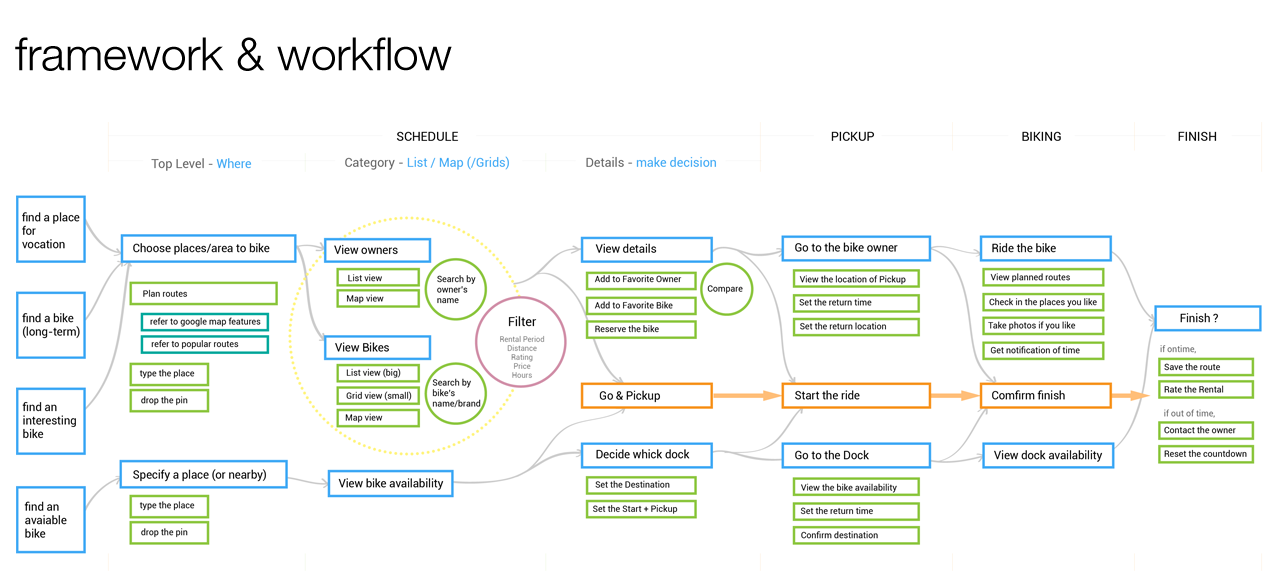 framework & workflow
SCHEDULE
PICKUP
BIKING
FINISH
Top Level - Where
Category - List / Map (/Grids)
Details - make decision
find a place
for
vocation
find a bike
(long-term)
find an
interesting
bike
find an
avaiable
bike
Choose places/area to bike
Plan routes
refer to google map features
refer to popular routes
type the place
drop the pin
Specify a place (or nearby)
type the place
drop the pin
View owners
List view
Map view
Search by
owner's
name
View Bikes
List view (big)
Grid view (small)
Map view
Search by
bike's
name/brand
Filter
Rental Period
Distance
Rating
Price
Hours
View bike availability
View details
Add to Favorite Owner
Add to Favorite Bike
Reserve the bike
Compare
Go & Pickup
Decide whick dock
Set the Destination
Set the Start + Pickup
Go to the bike owner
View the location of Pickup
Set the return time
Set the return location
Start the ride
Go to the Dock
View the bike availability
Set the return time
Confirm destination
Ride the bike
View planned routes
Check in the places you like
Take photos if you like
Get notification of time
Comfirm finish
View dock availability
Finish ?
if ontime,
Save the route
Rate the Rental
if out of time,
Contact the owner
Reset the countdown